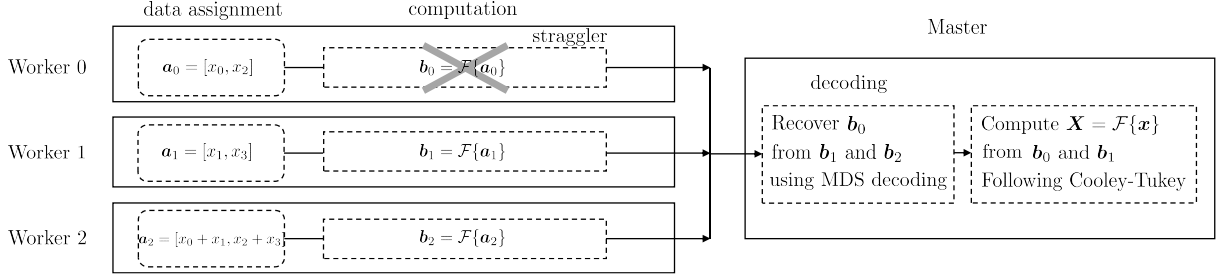 data assignment
computation
straggler
Worker 0
a₀ = [x₀, x₂]
b₀ = ℱ{a₀}
Worker 1
a₁ = [x₁, x₃]
b₁ = ℱ{a₁}
Worker 2
a₂ = [x₀ + x₁, x₂ + x₃
b₂ = ℱ{a₂}
Master
decoding
Recover b₀
from b₁ and b₂
using MDS decoding
Compute X = ℱ{x}
from b₀ and b₁
Following Cooley-Tukey